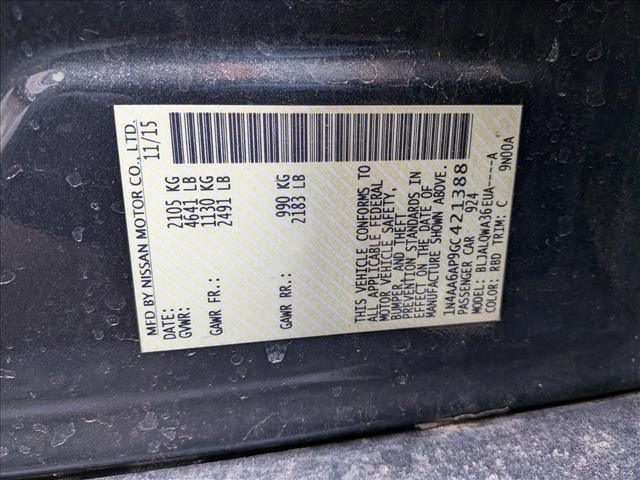 MFD BY NISSAN MOTOR CO., LTD.
DATE: 11/15
GVWR: 2105 KG
4641 LB
GAWR FR.: 1130 KG
2491 LB
GAWR RR.: 990 KG
2183 LB
THIS VEHICLE CONFORMS TO
ALL APPLICABLE FEDERAL
MOTOR VEHICLE SAFETY,
BUMPER, AND THEFT
PREVENTION STANDARDS IN
EFFECT ON THE DATE OF
MANUFACTURE SHOWN ABOVE.
1N4AA6AP9GC421388
PASSENGER CAR 924
MODEL: BLJALQWA36EUA----A
COLOR: RBD TRIM: C 9N00A